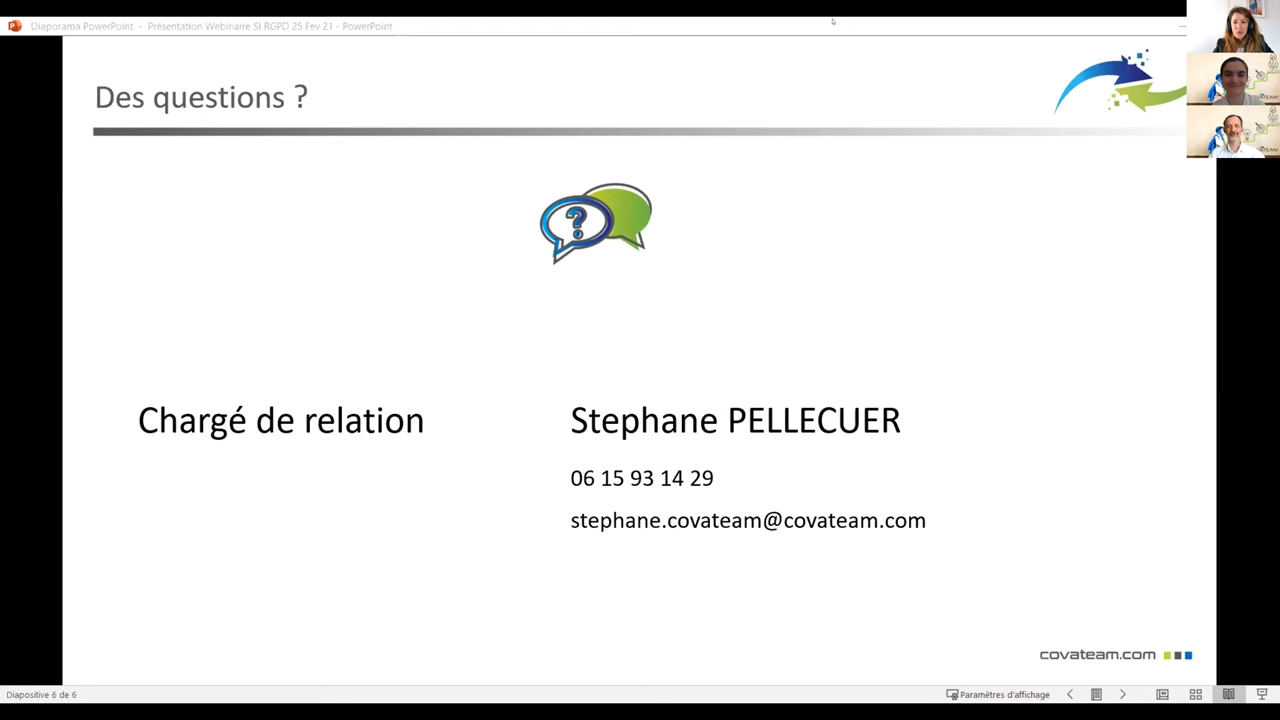 Diaporama PowerPoint - Présentation Webinaire SI RGPD 25 Fev 21 - PowerPoint
Des questions ?
?
Chargé de relation
Stephane PELLECUER
06 15 93 14 29
stephane.covateam@covateam.com
covateam.com
Diapositive 6 de 6
Paramètres d'affichage